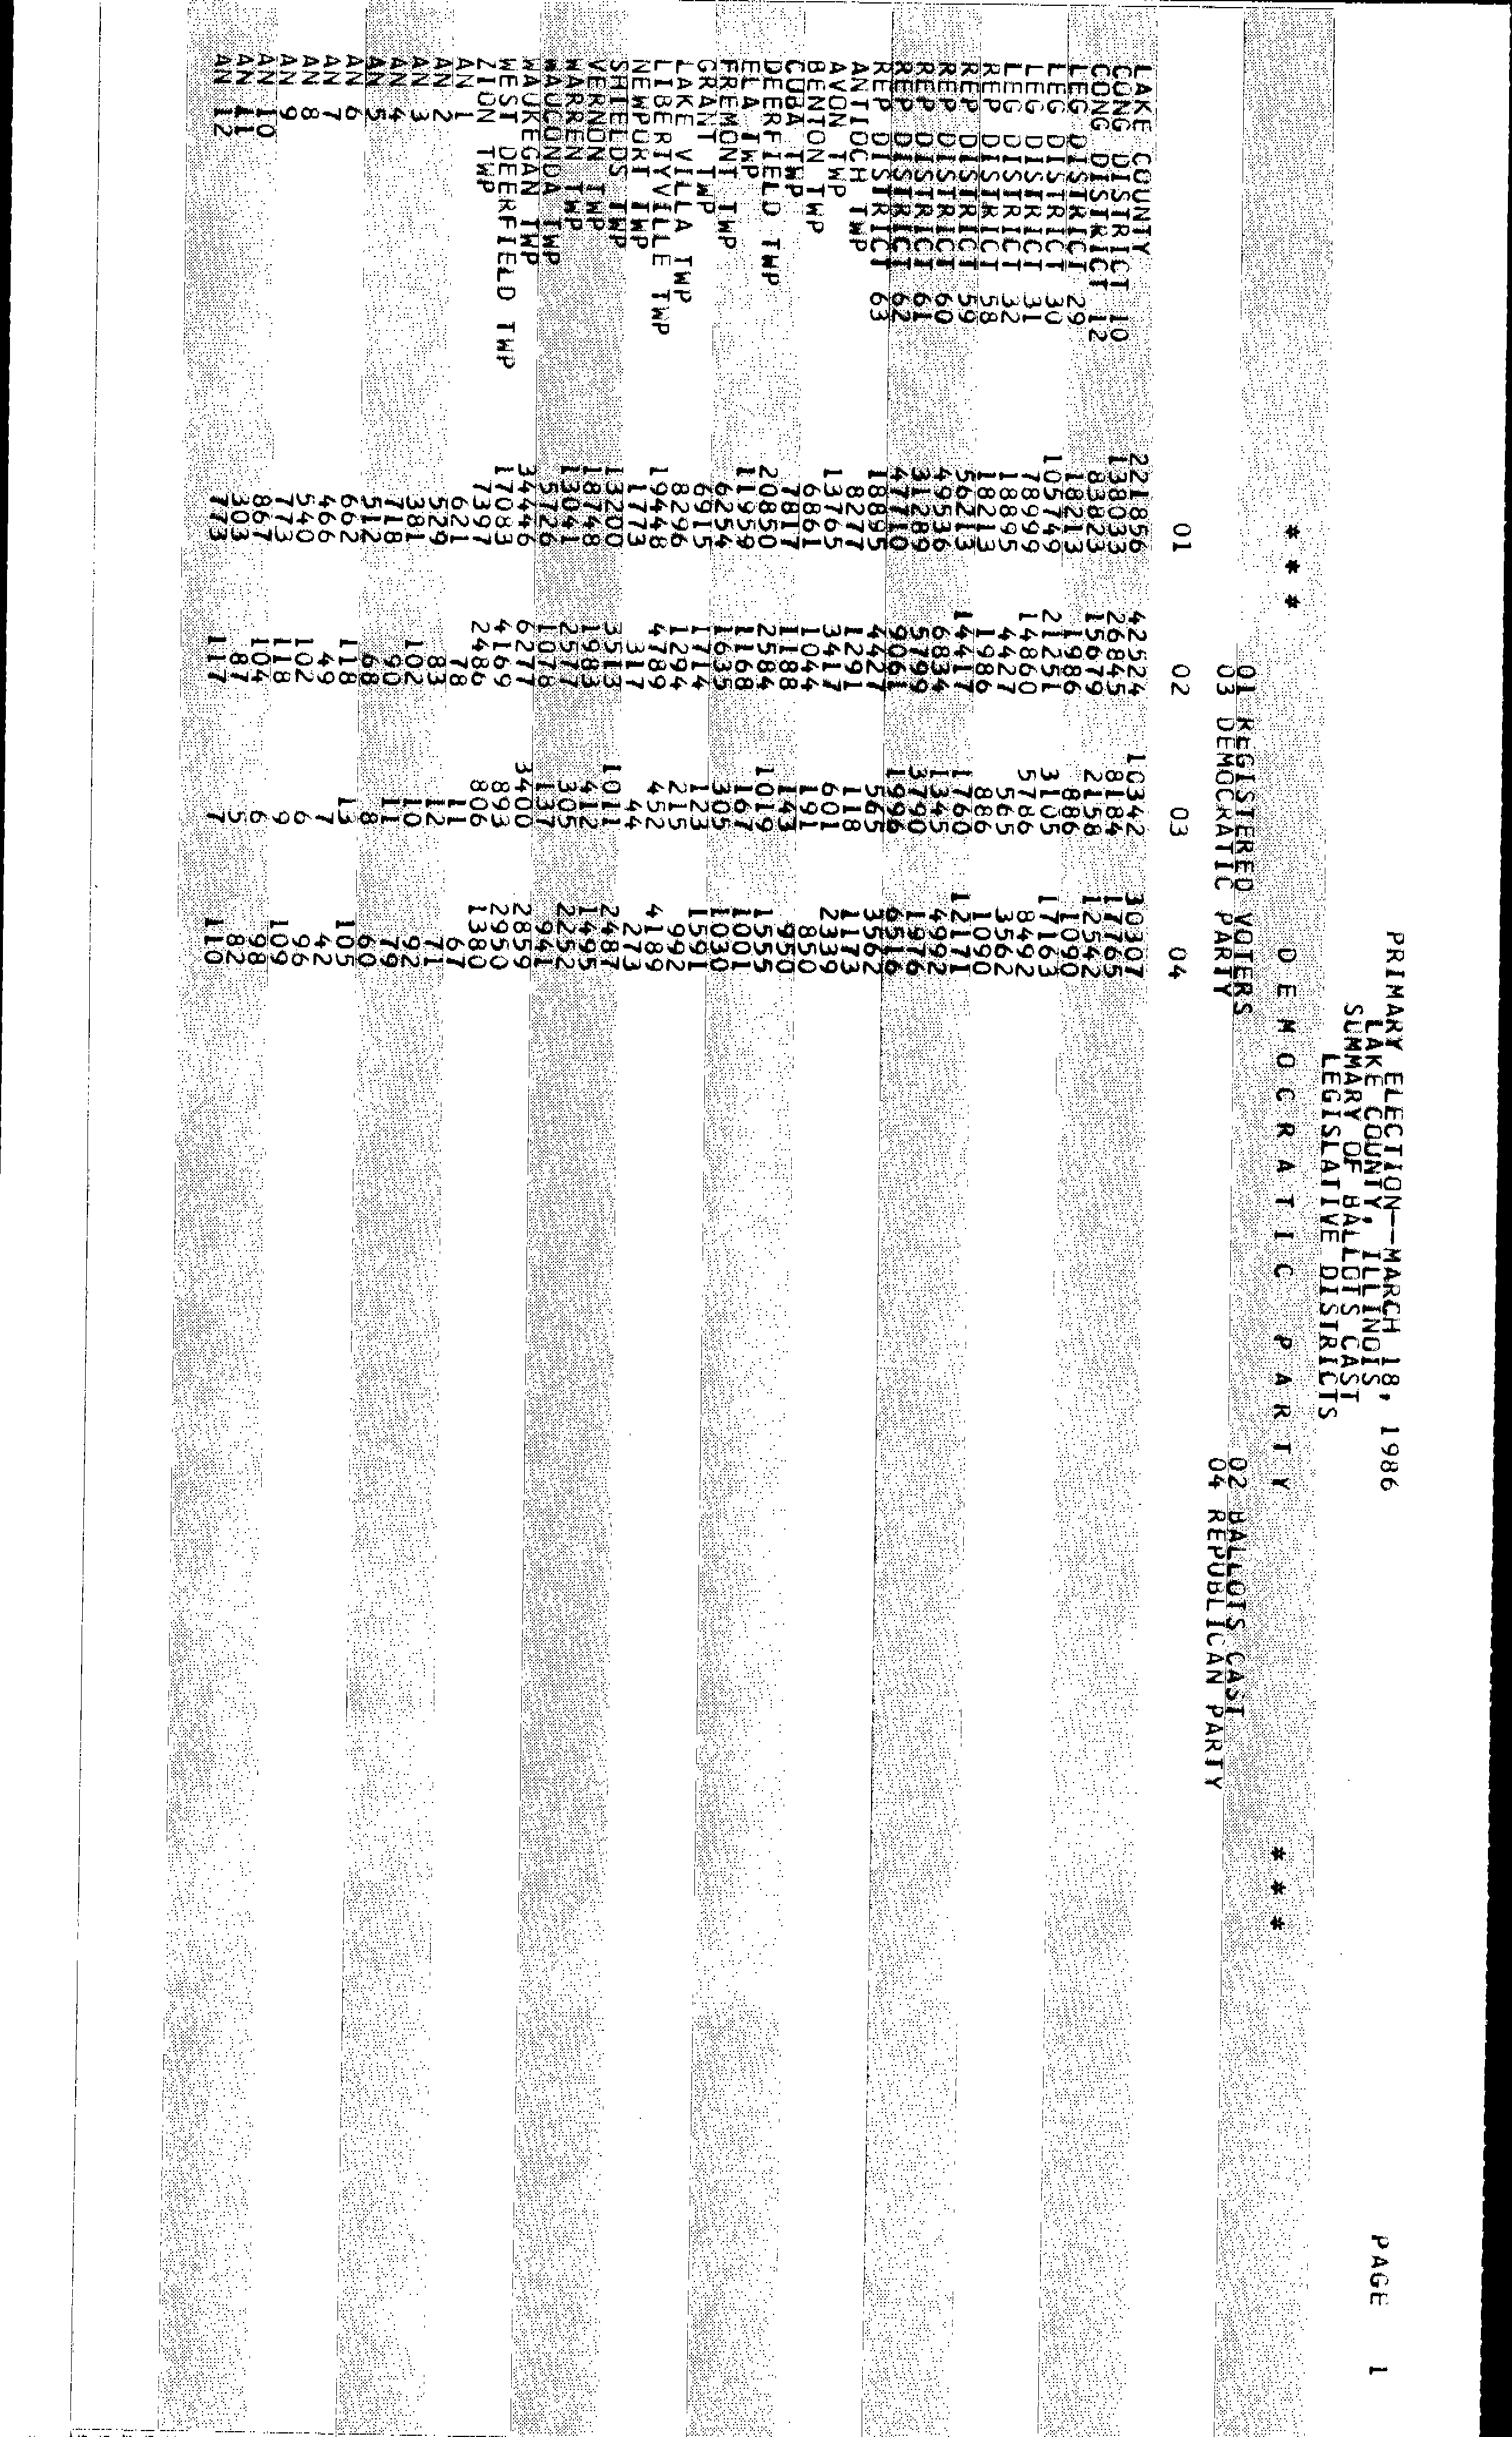 PRIMARY ELECTION--MARCH 18, 1986 PAGE 1
LAKE COUNTY, ILLINOIS
SUMMARY OF BALLOTS CAST
LEGISLATIVE DISTRICTS
* * * D E M O C R A T I C P A R T Y * * *
01 REGISTERED VOTERS 02 BALLOTS CAST
03 DEMOCRATIC PARTY 04 REPUBLICAN PARTY
01 02 03 04
LAKE COUNTY 221856 42524 10342 30307
CONG DISTRICT 10 138033 26845 8184 17765
CONG DISTRICT 12 83823 15679 2158 12542
LEG DISTRICT 29 18213 1986 886 1090
LEG DISTRICT 30 105749 21251 3105 17163
LEG DISTRICT 31 78999 14860 5786 8492
LEG DISTRICT 32 18895 4427 565 3562
REP DISTRICT 58 18213 1986 886 1090
REP DISTRICT 59 56213 14417 1760 12171
REP DISTRICT 60 49536 6834 1345 4992
REP DISTRICT 61 31289 5799 3790 1976
REP DISTRICT 62 47710 9061 1996 6516
REP DISTRICT 63 18895 4427 565 3562
ANTIOCH TWP 8277 1291 118 1173
AVON TWP 13765 3417 601 2339
BENTON TWP 6861 1044 191 850
CUBA TWP 7817 1188 143 950
DEERFIELD TWP 20850 2584 1019 1555
ELA TWP 11959 1168 167 1001
FREMONT TWP 6254 1635 305 1030
GRANT TWP 6915 1714 123 1591
LAKE VILLA TWP 8296 1294 215 992
LIBERTYVILLE TWP 19448 4789 452 4189
NEWPORT TWP 1773 317 44 273
SHIELDS TWP 13200 3513 1011 2487
VERNON TWP 18748 1983 412 1495
WARREN TWP 13041 2577 305 2252
WAUCONDA TWP 5726 1078 137 941
WAUKEGAN TWP 34446 6277 3400 2859
WEST DEERFIELD TWP 17083 4169 893 2950
ZION TWP 7397 2486 806 1380
AN 1 621 78 11 67
AN 2 529 83 12 71
AN 3 381 102 10 92
AN 4 718 90 11 79
AN 5 512 68 8 60
AN 6 662 118 13 105
AN 7 466 49 7 42
AN 8 540 102 6 96
AN 9 773 118 9 109
AN 10 867 104 6 98
AN 11 303 87 5 82
AN 12 773 117 7 110